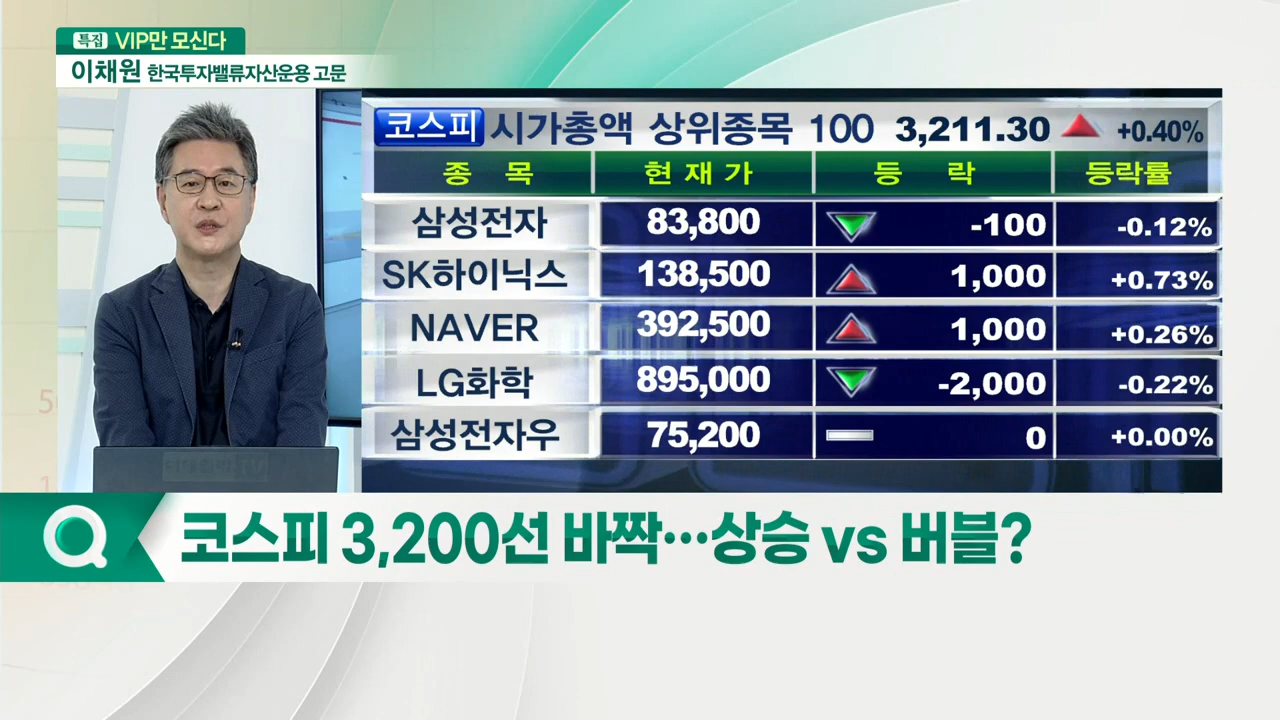 특집 VIP만 모신다
이채원 한국투자밸류자산운용 고문
코스피 시가총액 상위종목 100 3,211.30 +0.40%
종 목 현 재 가 등 락 등락률
삼성전자 83,800 -100 -0.12%
SK하이닉스 138,500 1,000 +0.73%
NAVER 392,500 1,000 +0.26%
LG화학 895,000 -2,000 -0.22%
삼성전자우 75,200 0 +0.00%
코스피 3,200선 바짝…상승 vs 버블?